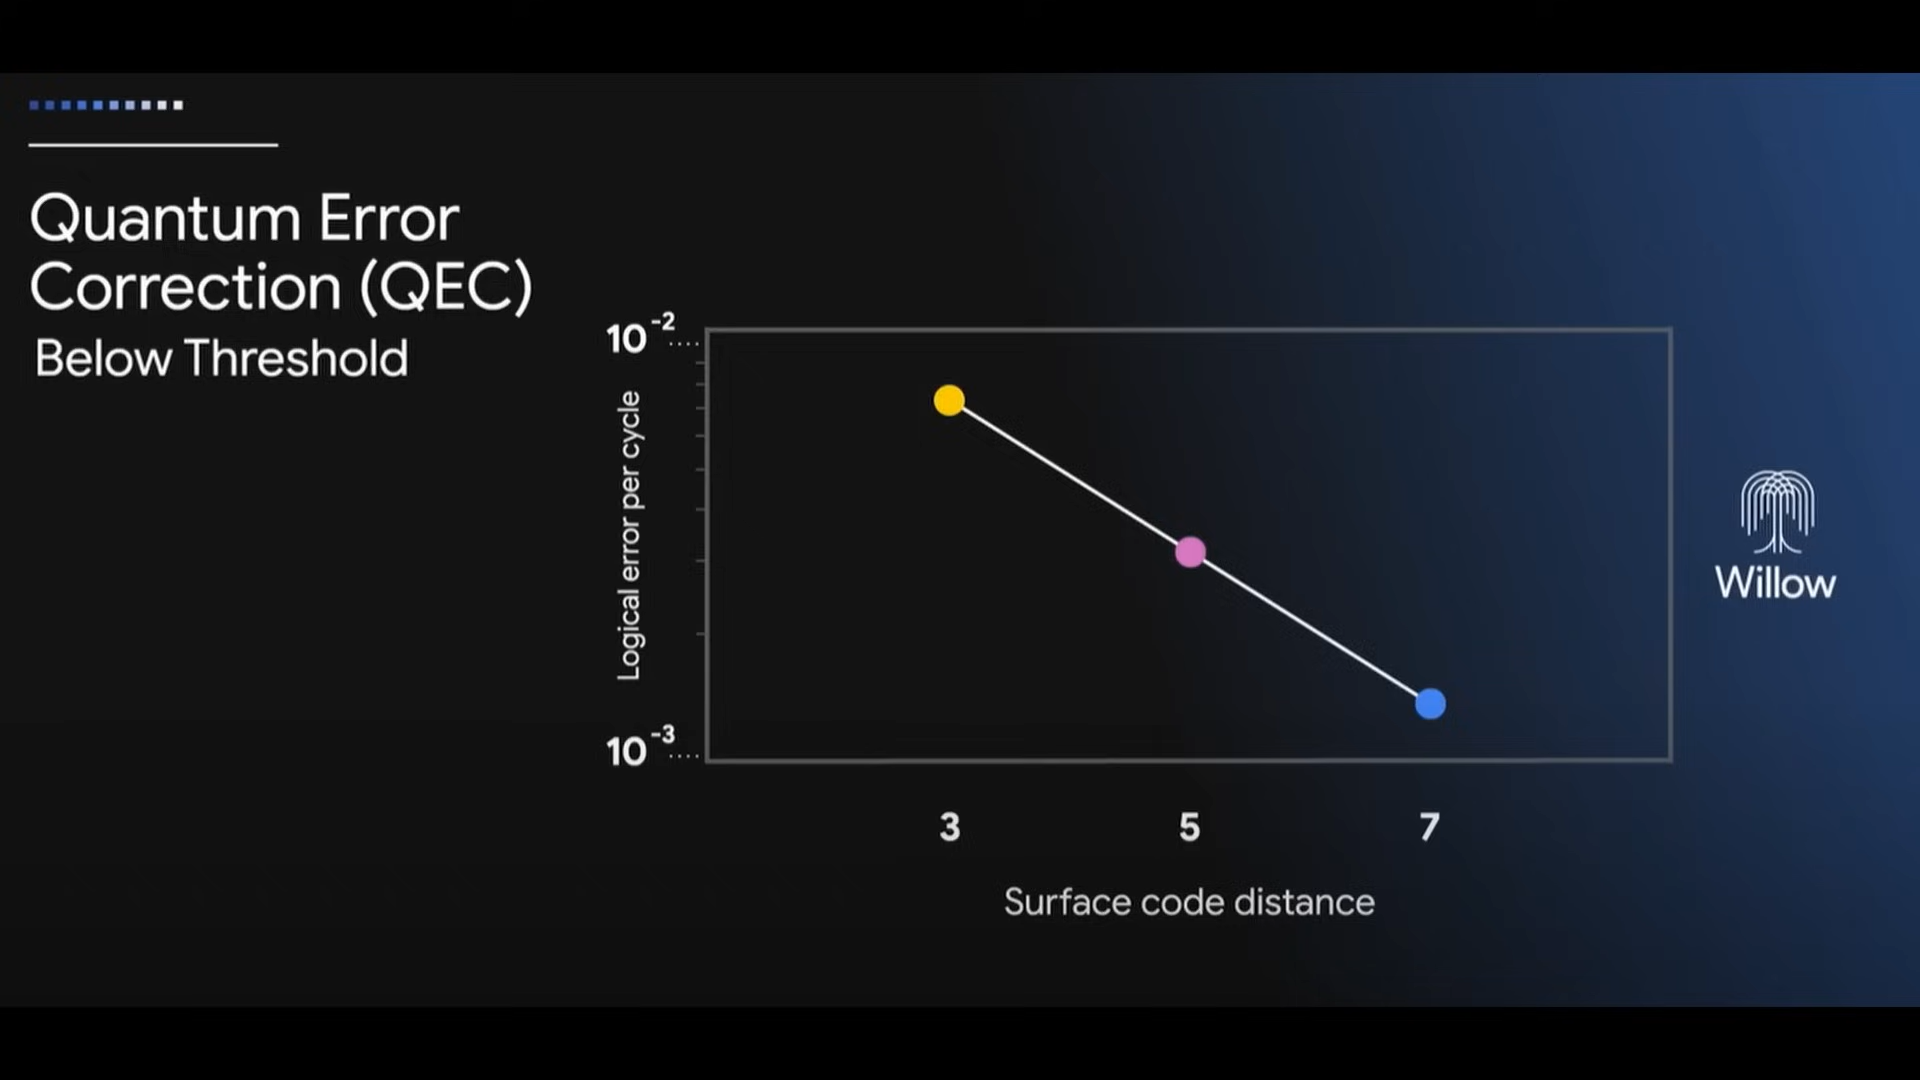 Quantum Error
Correction (QEC)
Below Threshold
10⁻²
Logical error per cycle
10⁻³
3 5 7
Surface code distance
Willow